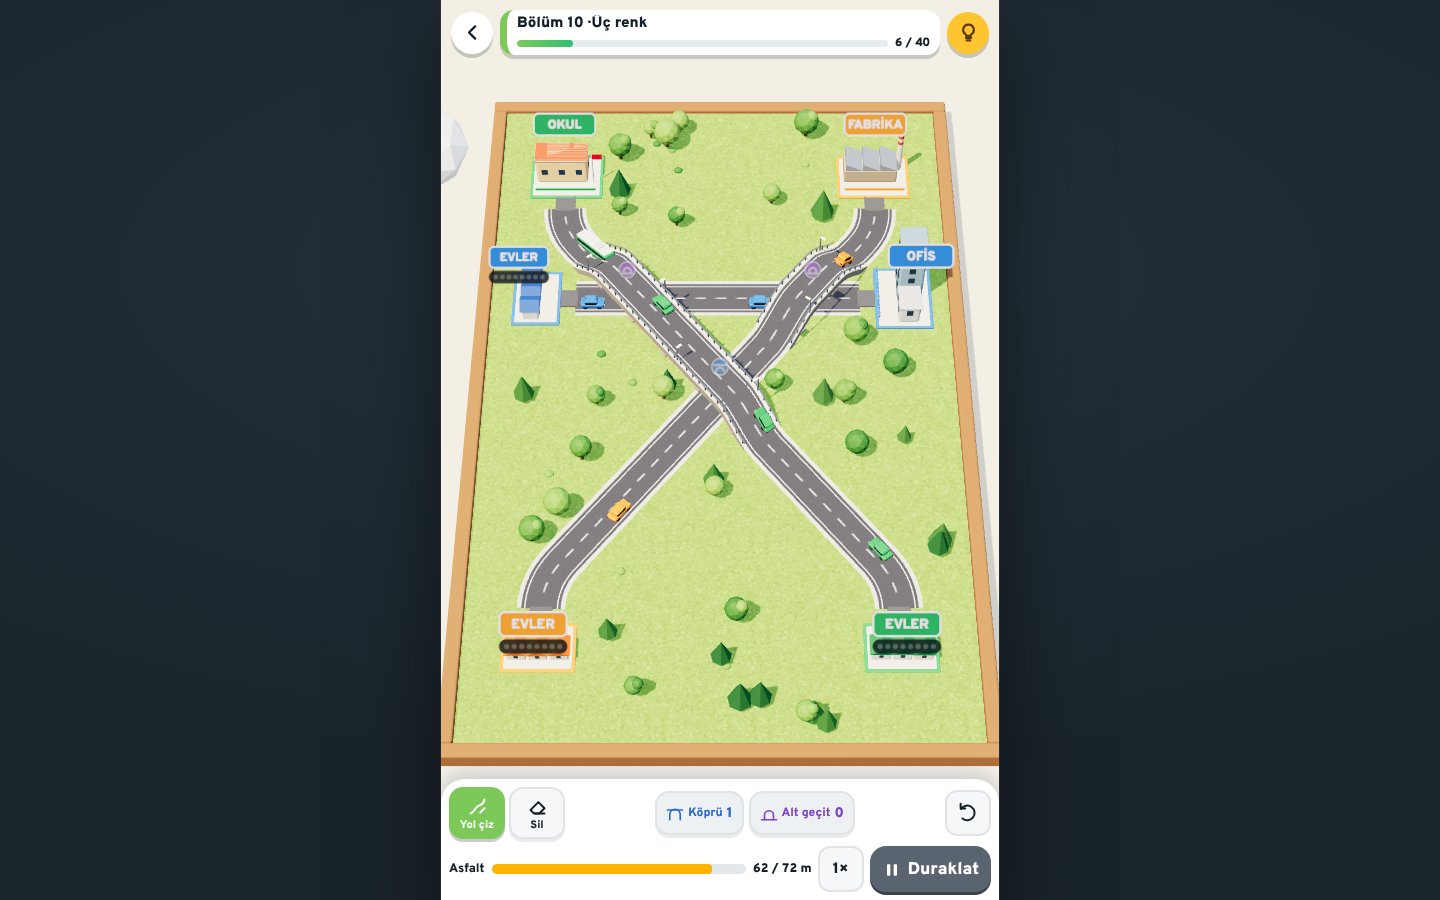 Bölüm 10 ·Üç renk
6 / 40
OKUL
FABRİKA
EVLER
OFİS
EVLER
EVLER
Yol çiz
Sil
Köprü 1
Alt geçit 0
Asfalt
62 / 72 m
1×
Duraklat